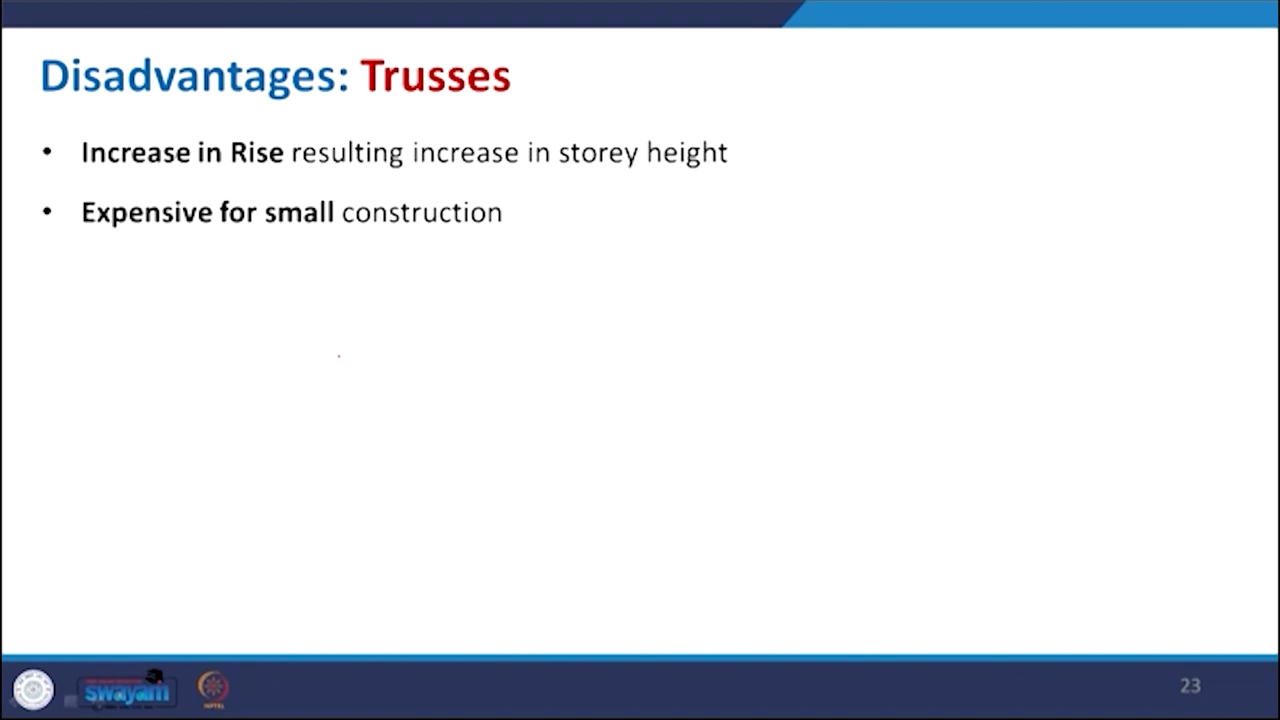 Disadvantages: Trusses
• Increase in Rise resulting increase in storey height
• Expensive for small construction
swayam
NPTEL
23